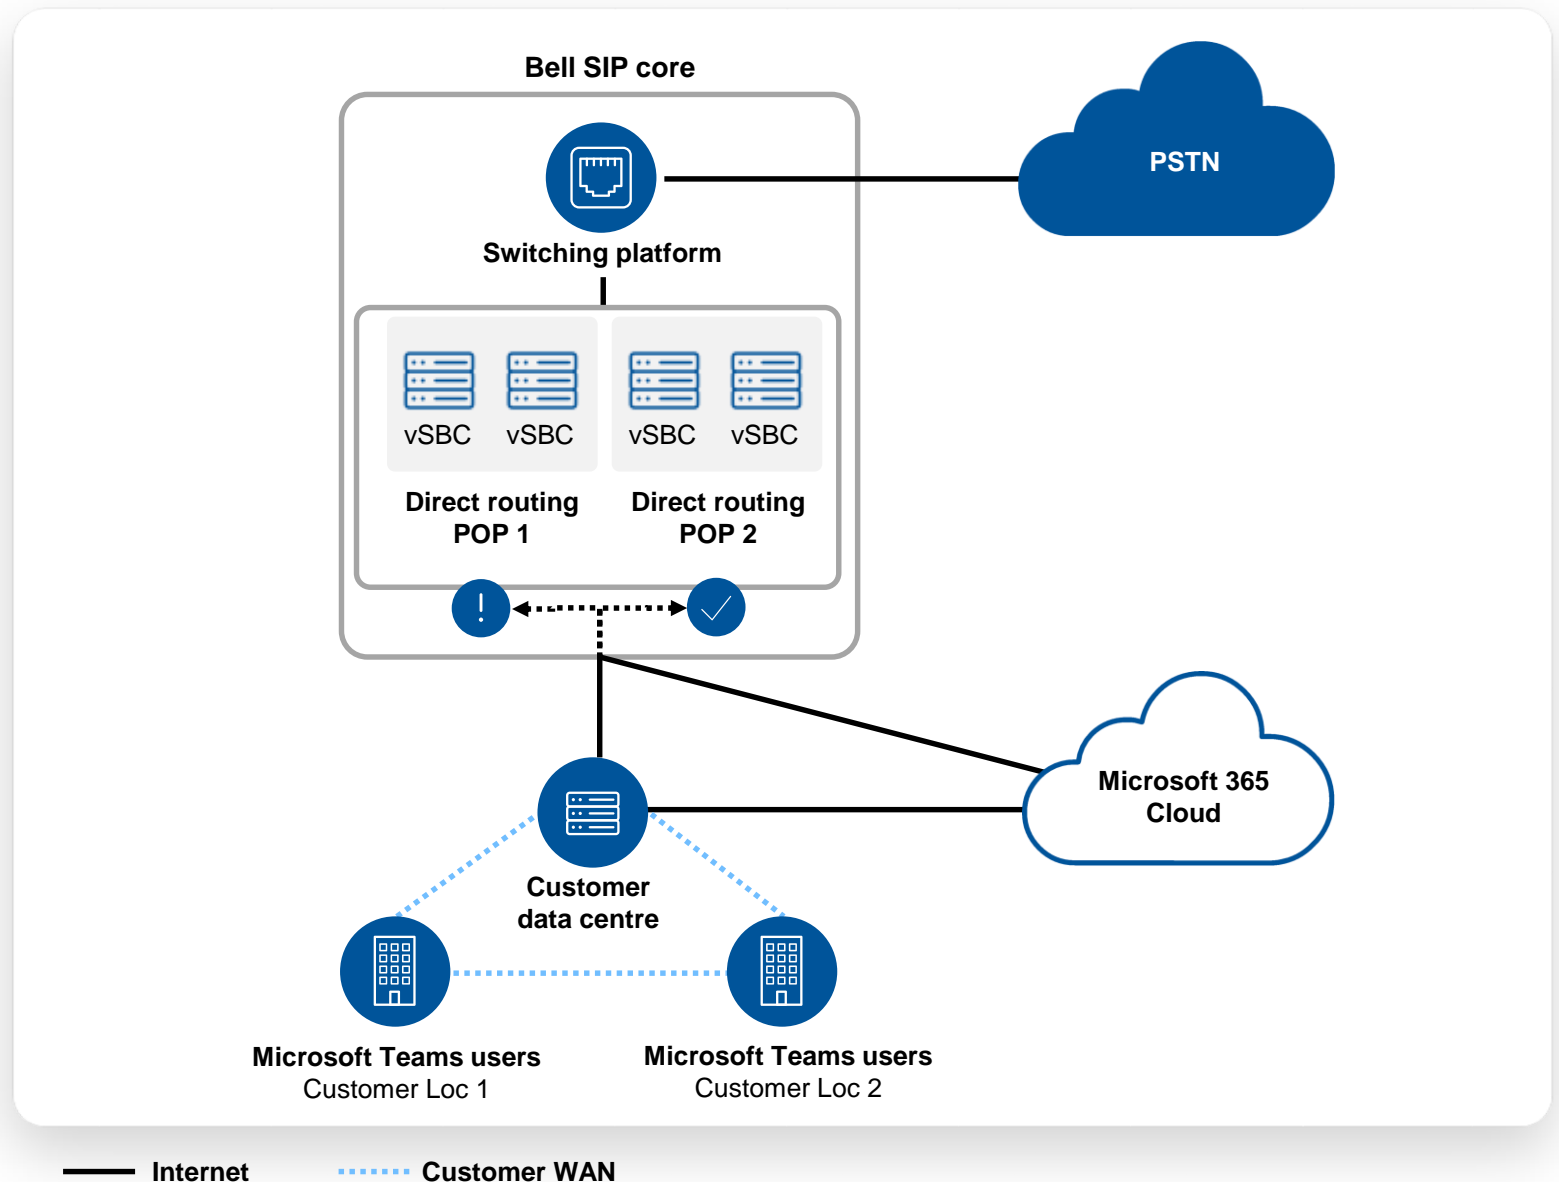 Bell SIP core
PSTN
Switching platform
vSBC
vSBC
vSBC
vSBC
Direct routing
POP 1
Direct routing
POP 2
Microsoft 365
Cloud
Customer
data centre
Microsoft Teams users
Customer Loc 1
Microsoft Teams users
Customer Loc 2
Internet
Customer WAN